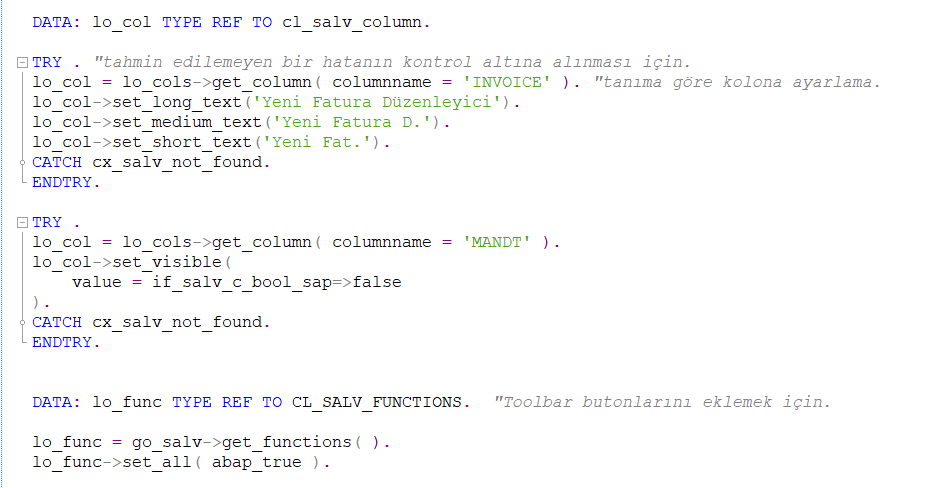 DATA: lo_col TYPE REF TO cl_salv_column.
TRY . "tahmin edilemeyen bir hatanın kontrol altına alınması için.
lo_col = lo_cols->get_column( columnname = 'INVOICE' ). "tanıma göre kolona ayarlama.
lo_col->set_long_text('Yeni Fatura Düzenleyici').
lo_col->set_medium_text('Yeni Fatura D.').
lo_col->set_short_text('Yeni Fat.').
CATCH cx_salv_not_found.
ENDTRY.
TRY .
lo_col = lo_cols->get_column( columnname = 'MANDT' ).
lo_col->set_visible(
value = if_salv_c_bool_sap=>false
).
CATCH cx_salv_not_found.
ENDTRY.
DATA: lo_func TYPE REF TO CL_SALV_FUNCTIONS. "Toolbar butonlarını eklemek için.
lo_func = go_salv->get_functions( ).
lo_func->set_all( abap_true ).